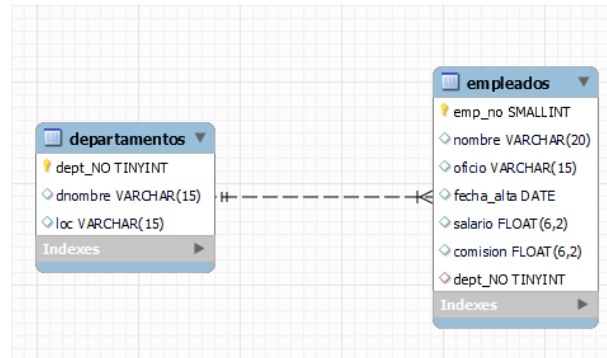 departamentos
dept_NO TINYINT
dnombre VARCHAR(15)
loc VARCHAR(15)
Indexes
empleados
emp_no SMALLINT
nombre VARCHAR(20)
oficio VARCHAR(15)
fecha_alta DATE
salario FLOAT(6,2)
comision FLOAT(6,2)
dept_NO TINYINT
Indexes